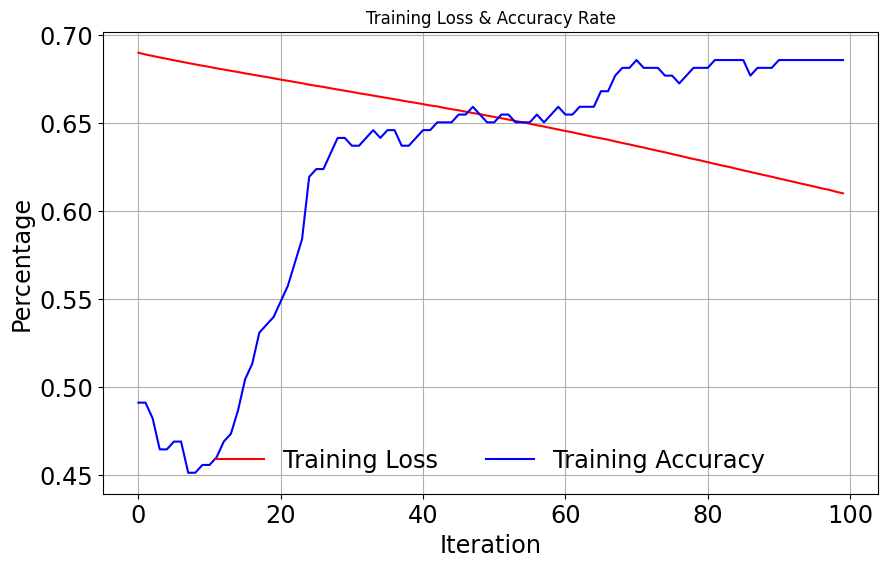 Training Loss & Accuracy Rate
0.70
0.65
0.60
0.55
0.50
0.45
Percentage
Training Loss
Training Accuracy
0 20 40 60 80 100
Iteration